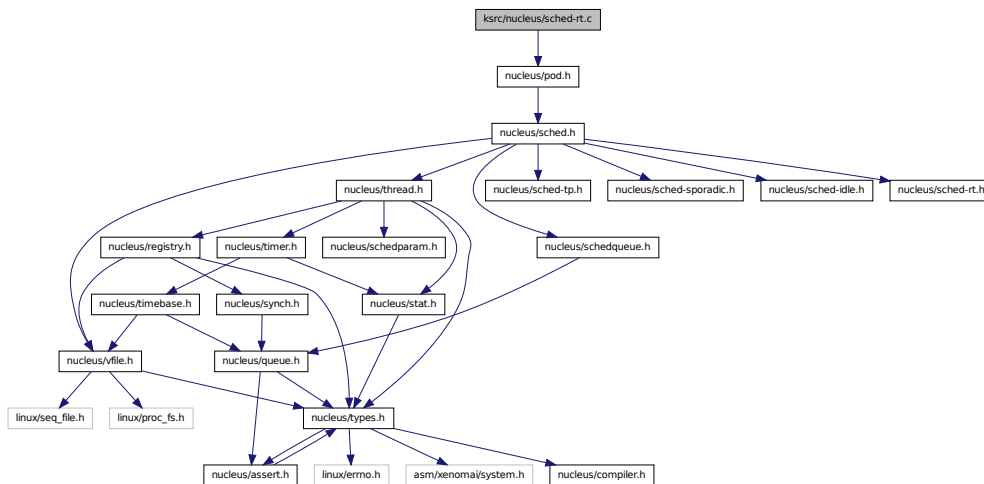 ksrc/nucleus/sched-rt.c
nucleus/pod.h
nucleus/sched.h
nucleus/thread.h
nucleus/sched-tp.h
nucleus/sched-sporadic.h
nucleus/sched-idle.h
nucleus/sched-rt.h
nucleus/registry.h
nucleus/timer.h
nucleus/schedparam.h
nucleus/schedqueue.h
nucleus/timebase.h
nucleus/synch.h
nucleus/stat.h
nucleus/vfile.h
nucleus/queue.h
linux/seq_file.h
linux/proc_fs.h
nucleus/types.h
nucleus/assert.h
linux/errno.h
asm/xenomai/system.h
nucleus/compiler.h